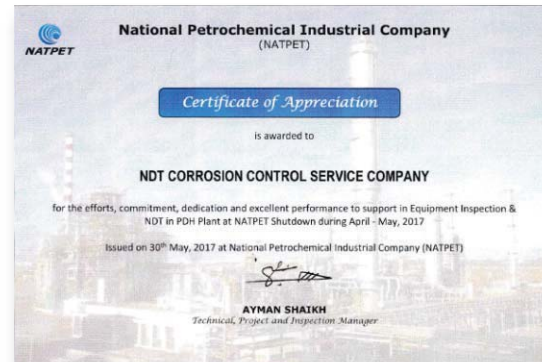 NATPET
National Petrochemical Industrial Company
(NATPET)
Certificate of Appreciation
is awarded to
NDT CORROSION CONTROL SERVICE COMPANY
for the efforts, commitment, dedication and excellent performance to support in Equipment Inspection &
NDT in PDH Plant at NATPET Shutdown during April - May, 2017
Issued on 30th May, 2017 at National Petrochemical Industrial Company (NATPET)
AYMAN SHAIKH
Technical, Project and Inspection Manager